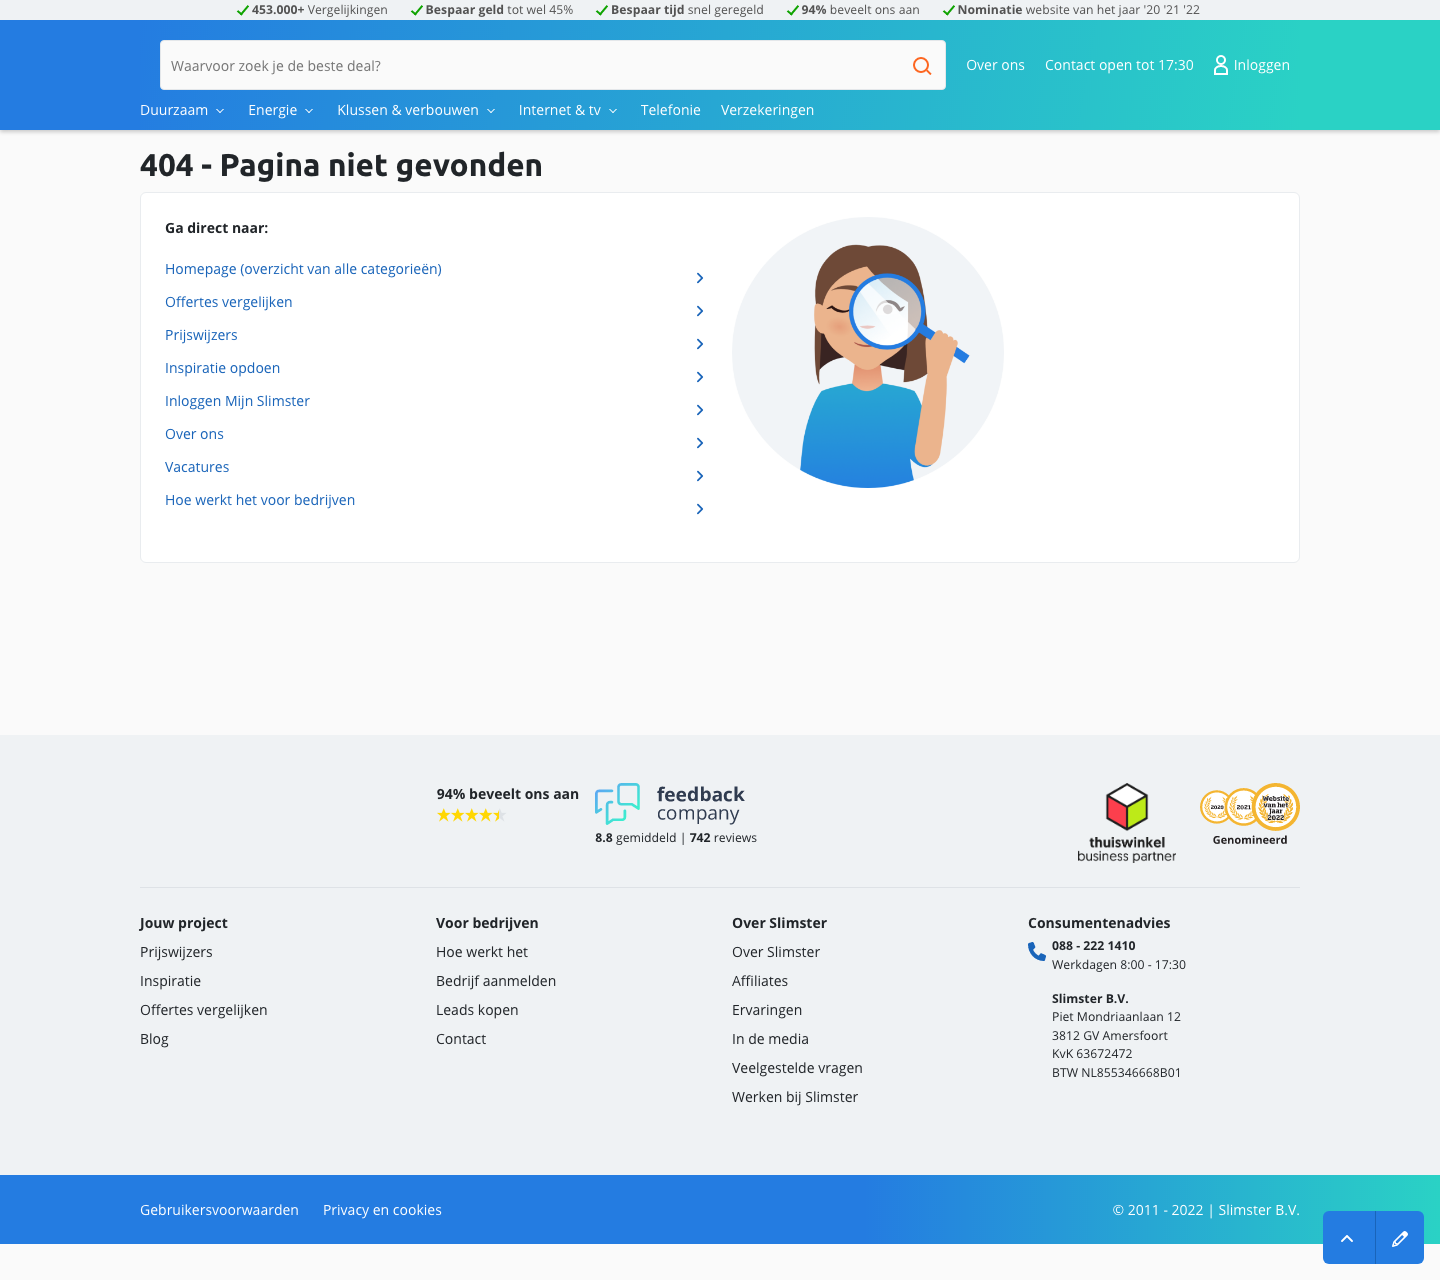 453.000+ Vergelijkingen Bespaar geld tot wel 45% Bespaar tijd snel geregeld 94% beveelt ons aan Nominatie website van het jaar '20 '21 '22
Waarvoor zoek je de beste deal?
Over ons Contact open tot 17:30 Inloggen
Duurzaam Energie Klussen & verbouwen Internet & tv Telefonie Verzekeringen
404 - Pagina niet gevonden
Ga direct naar:
Homepage (overzicht van alle categorieën)
Offertes vergelijken
Prijswijzers
Inspiratie opdoen
Inloggen Mijn Slimster
Over ons
Vacatures
Hoe werkt het voor bedrijven
94% beveelt ons aan
feedback
company
8.8 gemiddeld | 742 reviews
thuiswinkel
business partner
2020
2021
Website
van het
Jaar
2022
Genomineerd
Jouw project
Prijswijzers
Inspiratie
Offertes vergelijken
Blog
Voor bedrijven
Hoe werkt het
Bedrijf aanmelden
Leads kopen
Contact
Over Slimster
Over Slimster
Affiliates
Ervaringen
In de media
Veelgestelde vragen
Werken bij Slimster
Consumentenadvies
088 - 222 1410
Werkdagen 8:00 - 17:30
Slimster B.V.
Piet Mondriaanlaan 12
3812 GV Amersfoort
KvK 63672472
BTW NL855346668B01
Gebruikersvoorwaarden Privacy en cookies
© 2011 - 2022 | Slimster B.V.